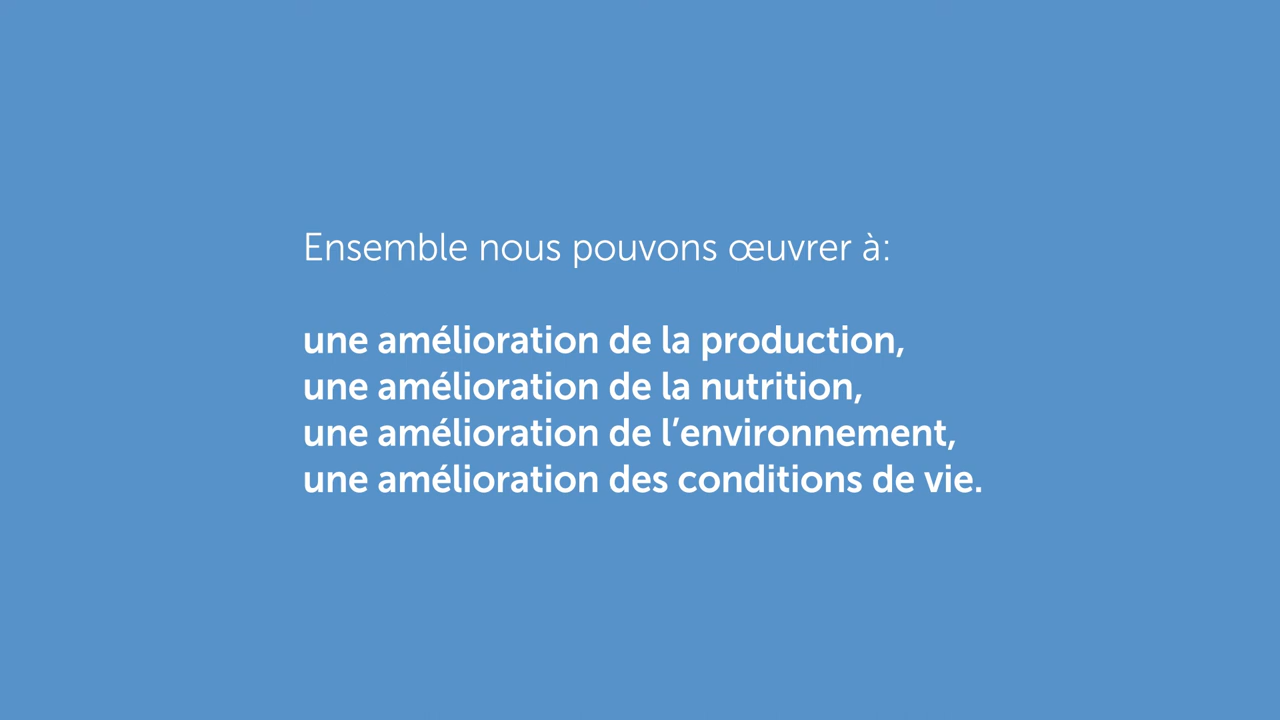 Ensemble nous pouvons œuvrer à:
une amélioration de la production,
une amélioration de la nutrition,
une amélioration de l’environnement,
une amélioration des conditions de vie.